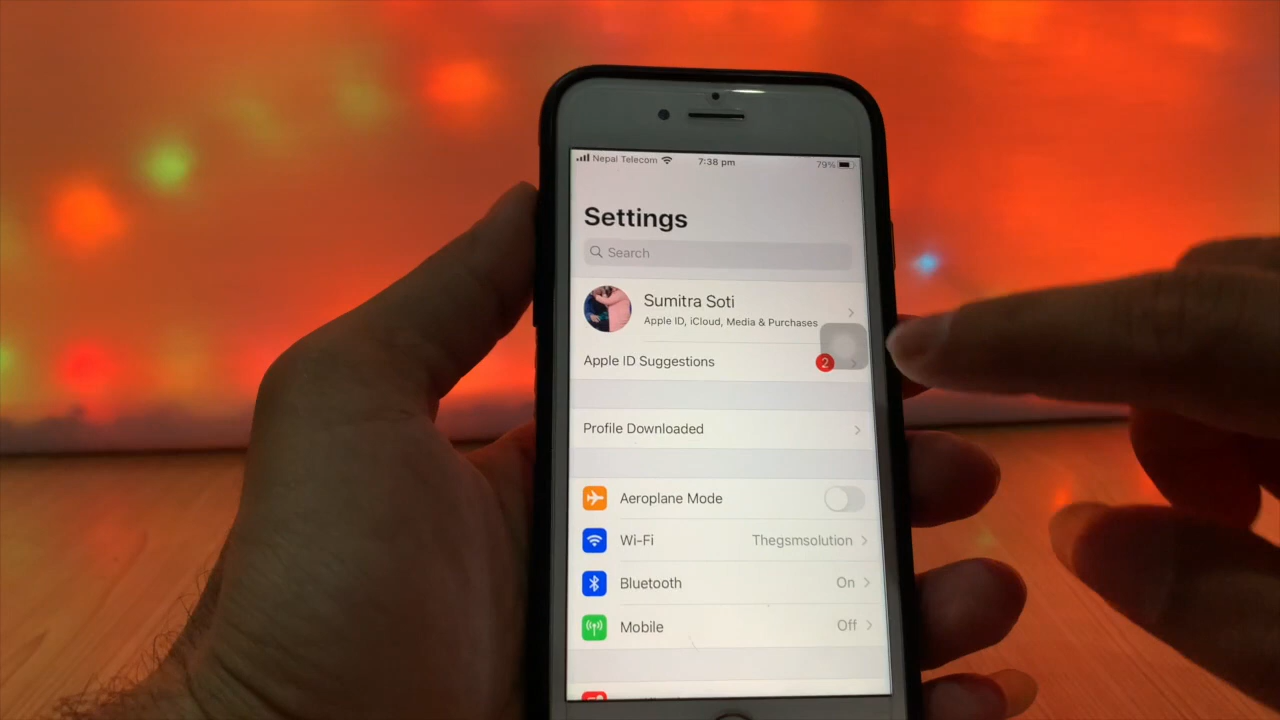 Nepal Telecom 7:38 pm 79%
Settings
Search
Sumitra Soti
Apple ID, iCloud, Media & Purchases
Apple ID Suggestions 2
Profile Downloaded
Aeroplane Mode
Wi-Fi Thegsmsolution
Bluetooth On
Mobile Off